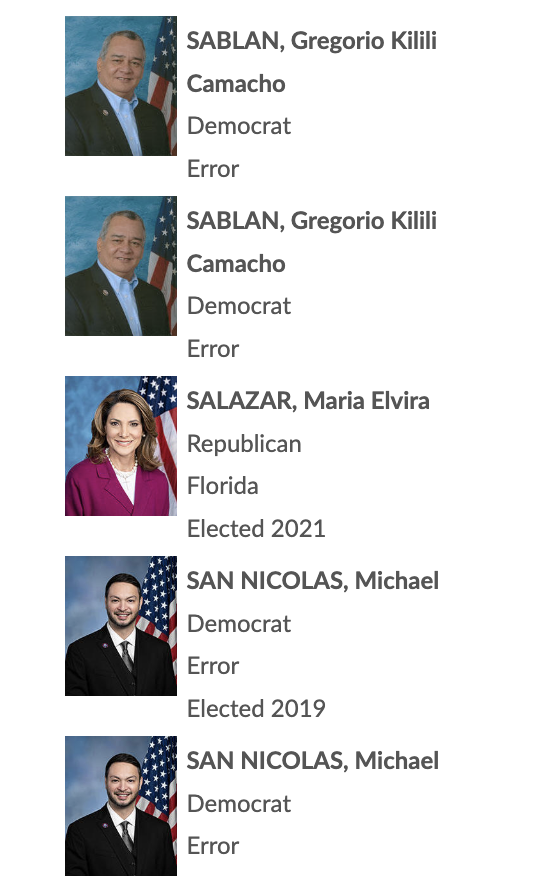 SABLAN, Gregorio Kilili
Camacho
Democrat
Error
SABLAN, Gregorio Kilili
Camacho
Democrat
Error
SALAZAR, Maria Elvira
Republican
Florida
Elected 2021
SAN NICOLAS, Michael
Democrat
Error
Elected 2019
SAN NICOLAS, Michael
Democrat
Error